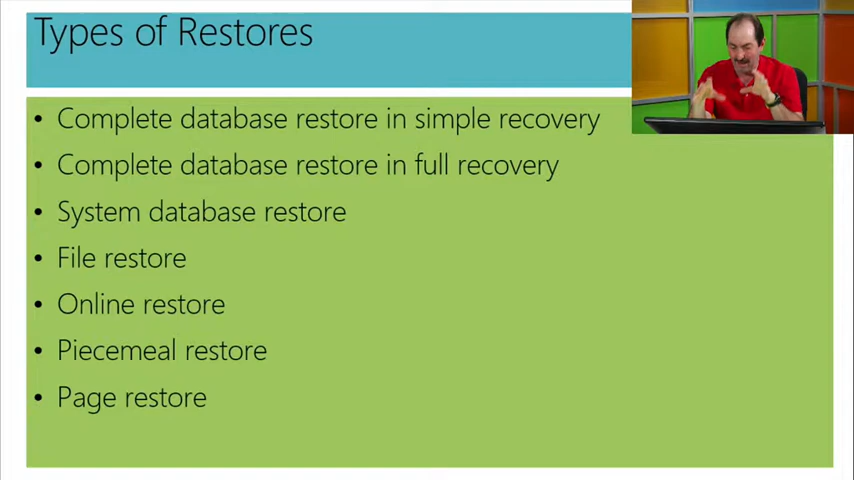 Types of Restores
• Complete database restore in simple recovery
• Complete database restore in full recovery
• System database restore
• File restore
• Online restore
• Piecemeal restore
• Page restore